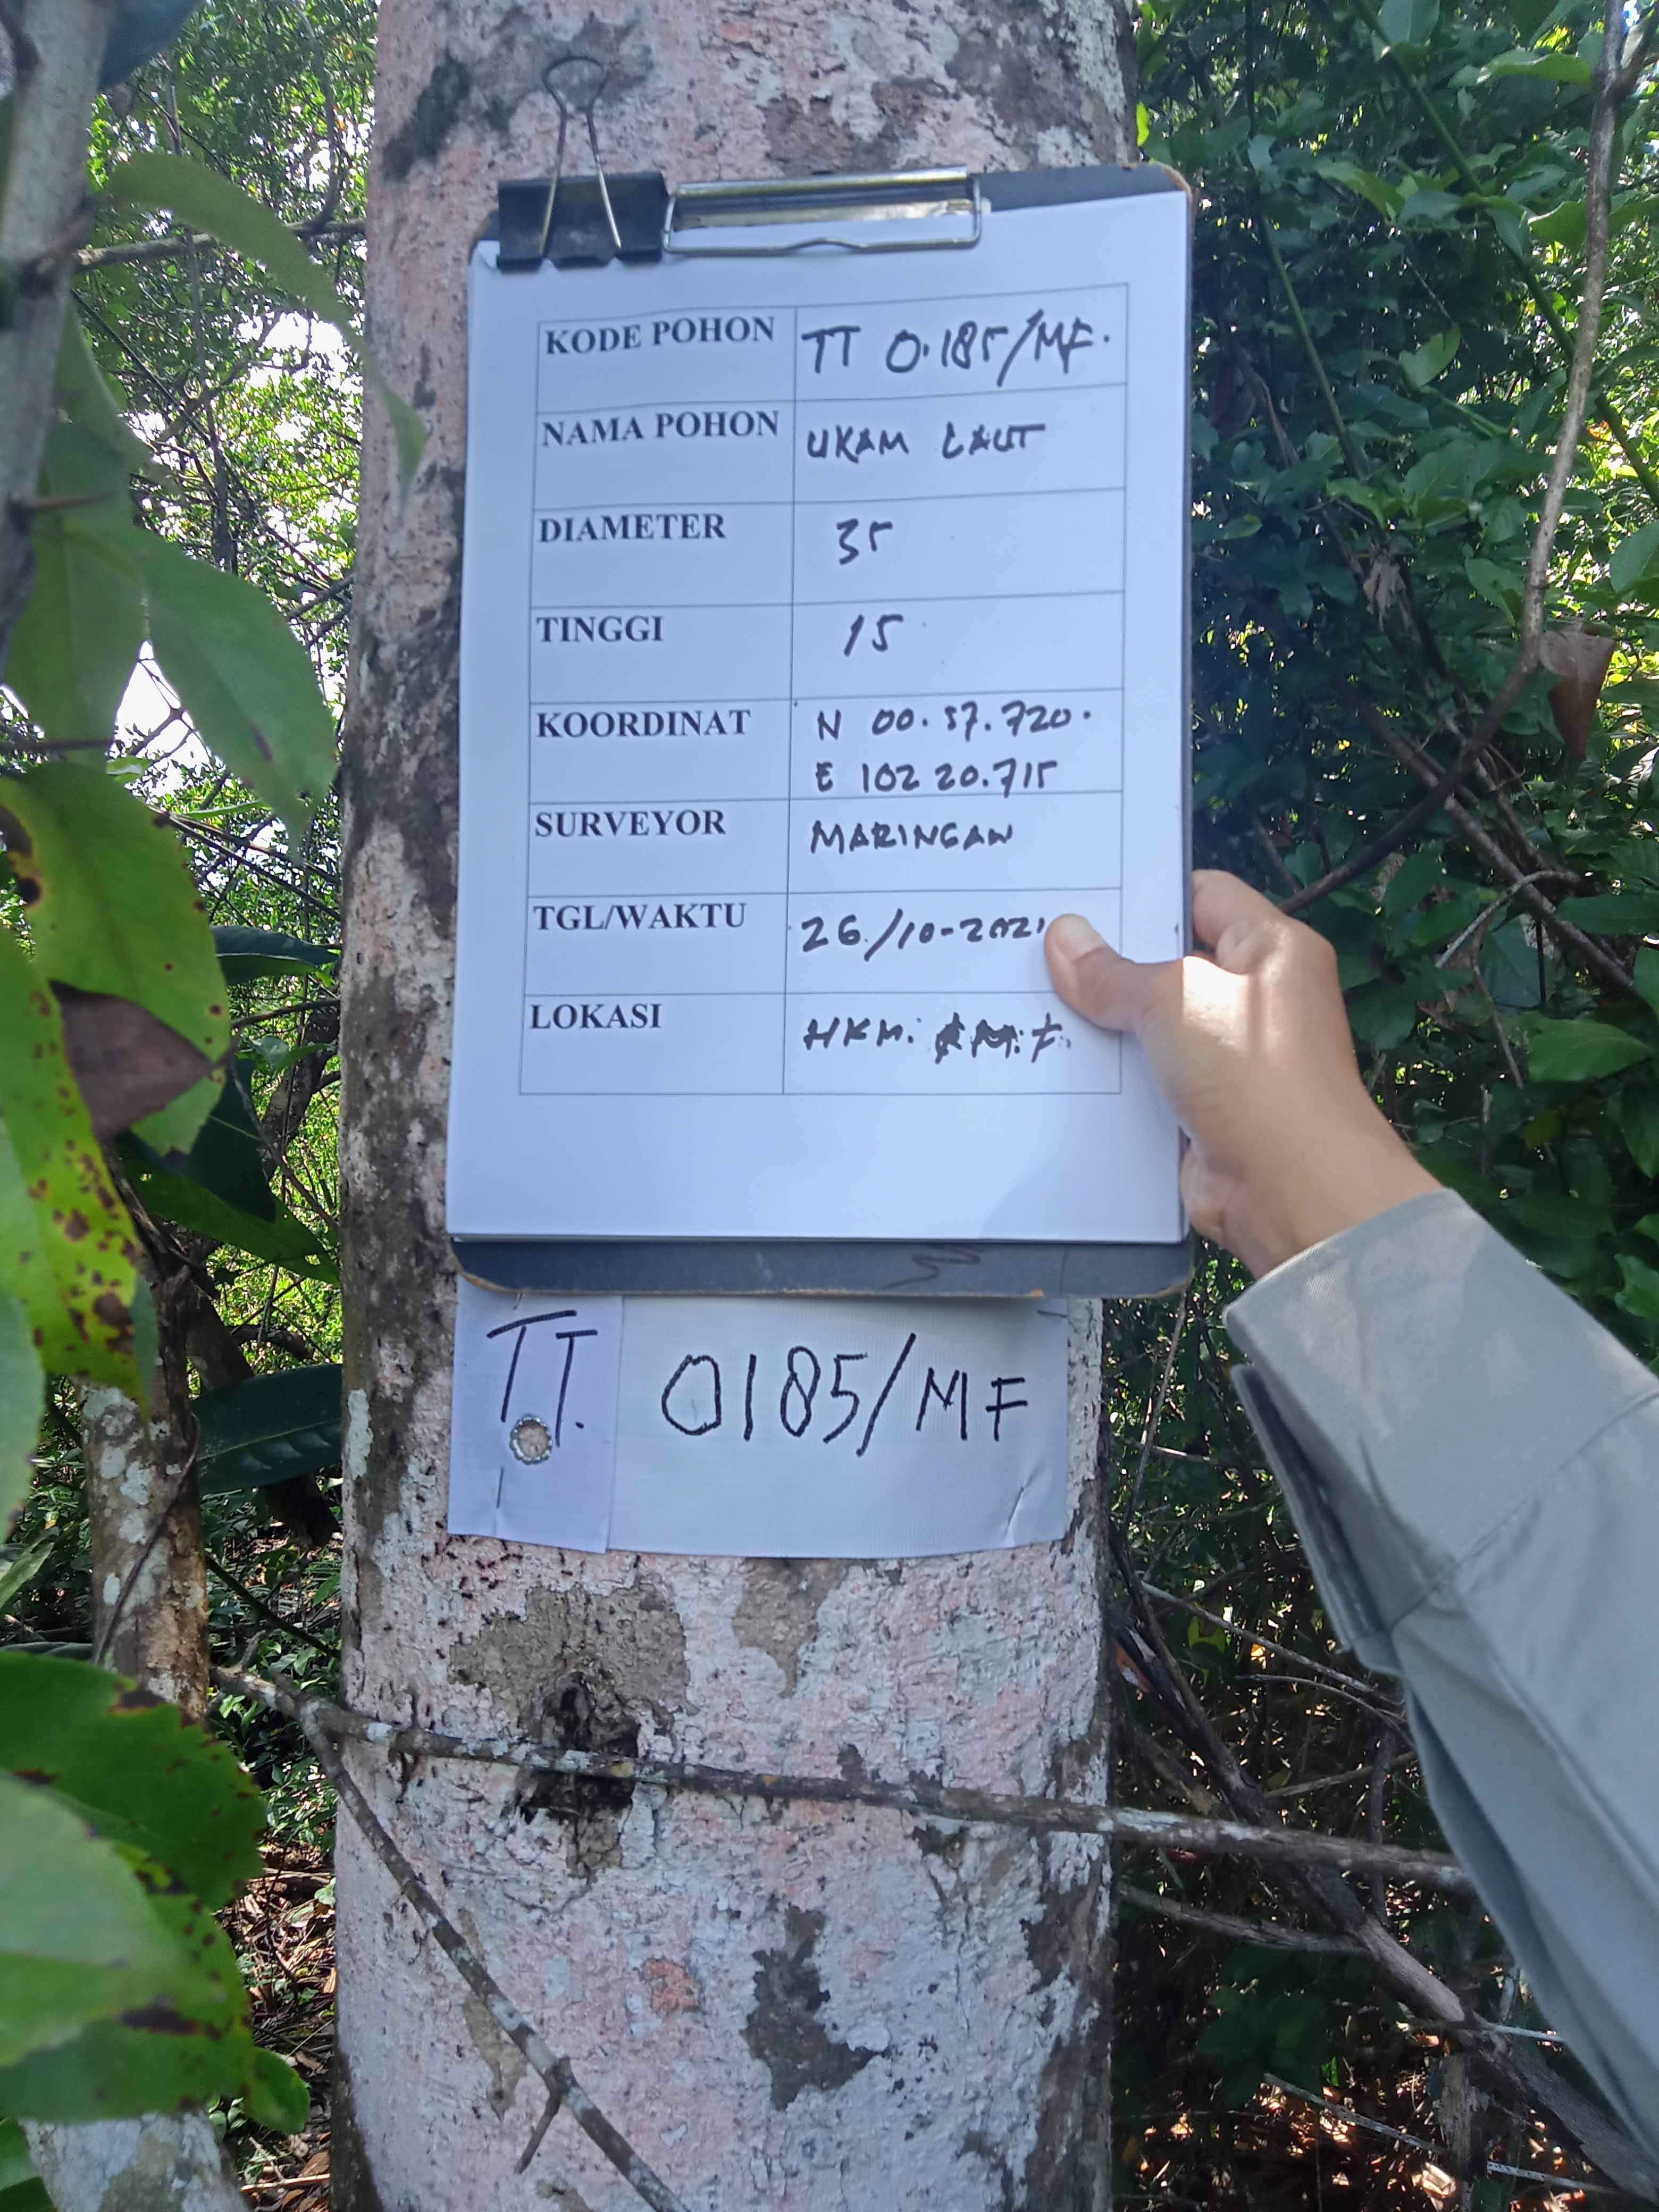 KODE POHON TT 0.185/MF.
NAMA POHON UKAM LAUT
DIAMETER 35
TINGGI 15
KOORDINAT N 00.57.720.
E 102 20.715
SURVEYOR MARINGAN
TGL/WAKTU 26/10-2021
LOKASI HKM.
TT. 0185/MF